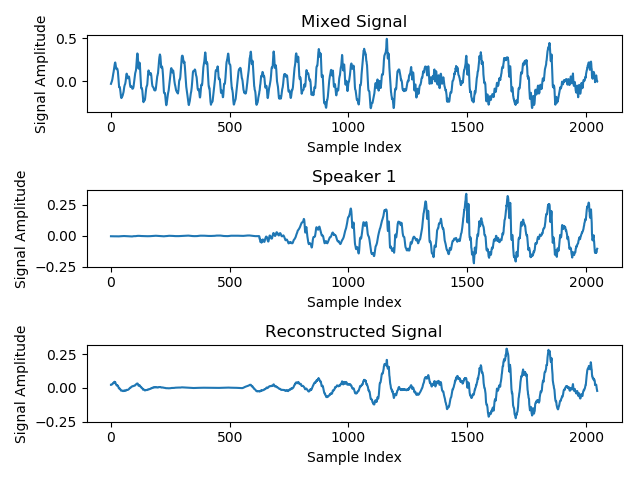 Mixed Signal
Signal Amplitude
0.5
0.0
0 500 1000 1500 2000
Sample Index
Speaker 1
Signal Amplitude
0.25
0.00
−0.25
0 500 1000 1500 2000
Sample Index
Reconstructed Signal
Signal Amplitude
0.25
0.00
−0.25
0 500 1000 1500 2000
Sample Index